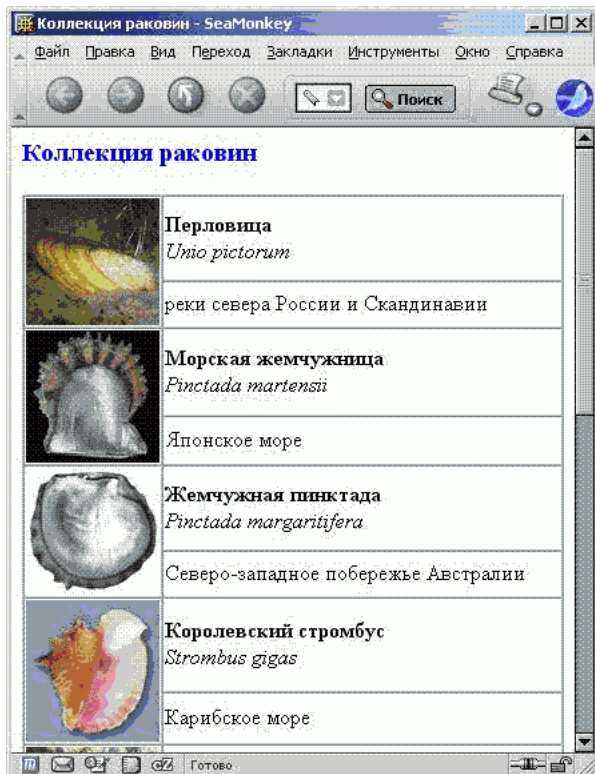 Коллекция раковин - SeaMonkey
Файл Правка Вид Переход Закладки Инструменты Окно Справка
Поиск
Коллекция раковин
Перловица
Unio pictorum
реки севера России и Скандинавии
Морская жемчужница
Pinctada martensii
Японское море
Жемчужная пинктада
Pinctada margaritifera
Северо-западное побережье Австралии
Королевский стромбус
Strombus gigas
Карибское море
Готово